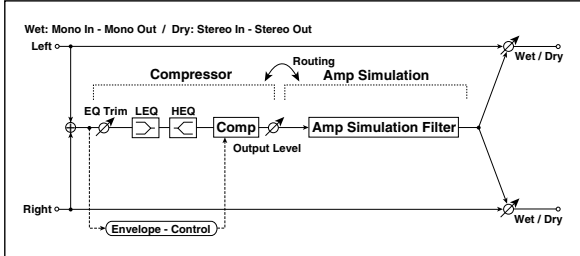 Wet: Mono In - Mono Out / Dry: Stereo In - Stereo Out
Left
Wet / Dry
Routing
Compressor
Amp Simulation
EQ Trim
LEQ
HEQ
Comp
Output Level
Amp Simulation Filter
Right
Wet / Dry
Envelope - Control